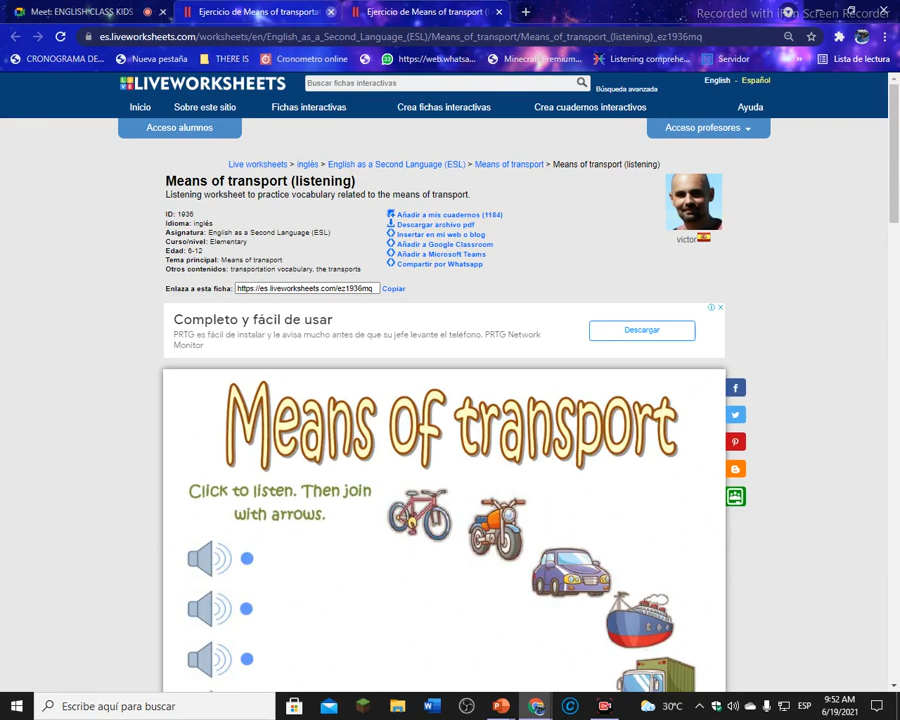 Meet: ENGLISH CLASS KIDS
Ejercicio de Means of transporta
Ejercicio de Means of transport (
Recorded with iFun Screen Recorder
es.liveworksheets.com/worksheets/en/English_as_a_Second_Language_(ESL)/Means_of_transport/Means_of_transport_(listening)_ez1936mq
CRONOGRAMA DE...
Nueva pestaña
THERE IS
Cronometro online
https://web.whatsa...
Minecraft_Premium...
Listening comprehe...
Servidor
»
Lista de lectura
LIVEWORKSHEETS
Buscar fichas interactivas
Búsqueda avanzada
English - Español
Inicio
Sobre este sitio
Fichas interactivas
Crea fichas interactivas
Crea cuadernos interactivos
Ayuda
Acceso alumnos
Acceso profesores
Live worksheets > inglés > English as a Second Language (ESL) > Means of transport > Means of transport (listening)
Means of transport (listening)
Listening worksheet to practice vocabulary related to the means of transport.
ID: 1936
Idioma: inglés
Asignatura: English as a Second Language (ESL)
Curso/nivel: Elementary
Edad: 6-12
Tema principal: Means of transport
Otros contenidos: transportation vocabulary, the transports
Añadir a mis cuadernos (1184)
Descargar archivo pdf
Insertar en mi web o blog
Añadir a Google Classroom
Añadir a Microsoft Teams
Compartir por Whatsapp
victor
Enlaza a esta ficha: https://es.liveworksheets.com/ez1936mq Copiar
Completo y fácil de usar
PRTG es fácil de instalar y le avisa mucho antes de que su jefe levante el teléfono. PRTG Network
Monitor
Descargar
Means of transport
Click to listen. Then join
with arrows.
Escribe aquí para buscar
30°C
ESP
9:52 AM
6/19/2021